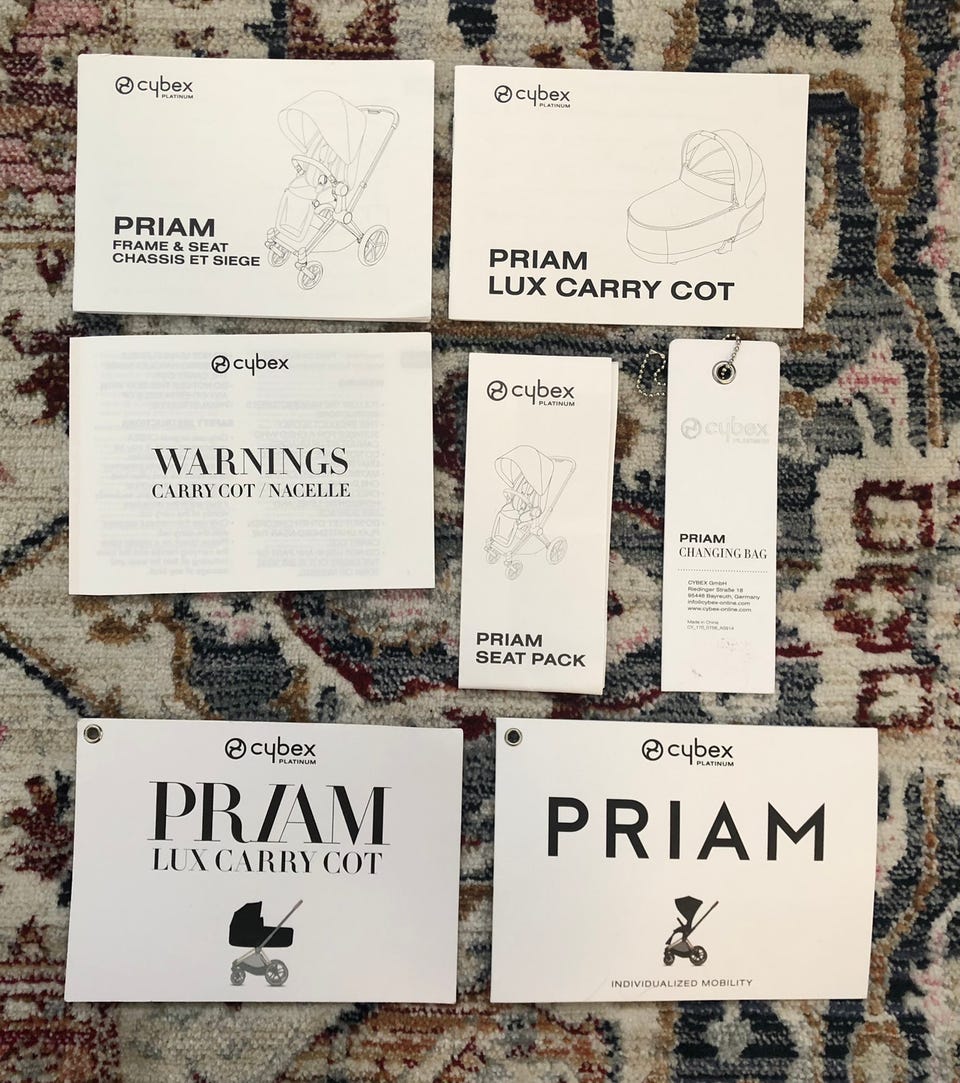 cybex
PLATINUM
PRIAM
FRAME & SEAT
CHASSIS ET SIEGE
cybex
PLATINUM
PRIAM
LUX CARRY COT
cybex
WARNINGS
CARRY COT / NACELLE
cybex
PLATINUM
PRIAM
SEAT PACK
cybex
PLATINUM
PRIAM
CHANGING BAG
CYBEX GmbH
Riedinger Straße 18
95448 Bayreuth, Germany
info@cybex-online.com
www.cybex-online.com
Made in China
cybex
PLATINUM
PRIAM
LUX CARRY COT
cybex
PLATINUM
PRIAM
INDIVIDUALIZED MOBILITY